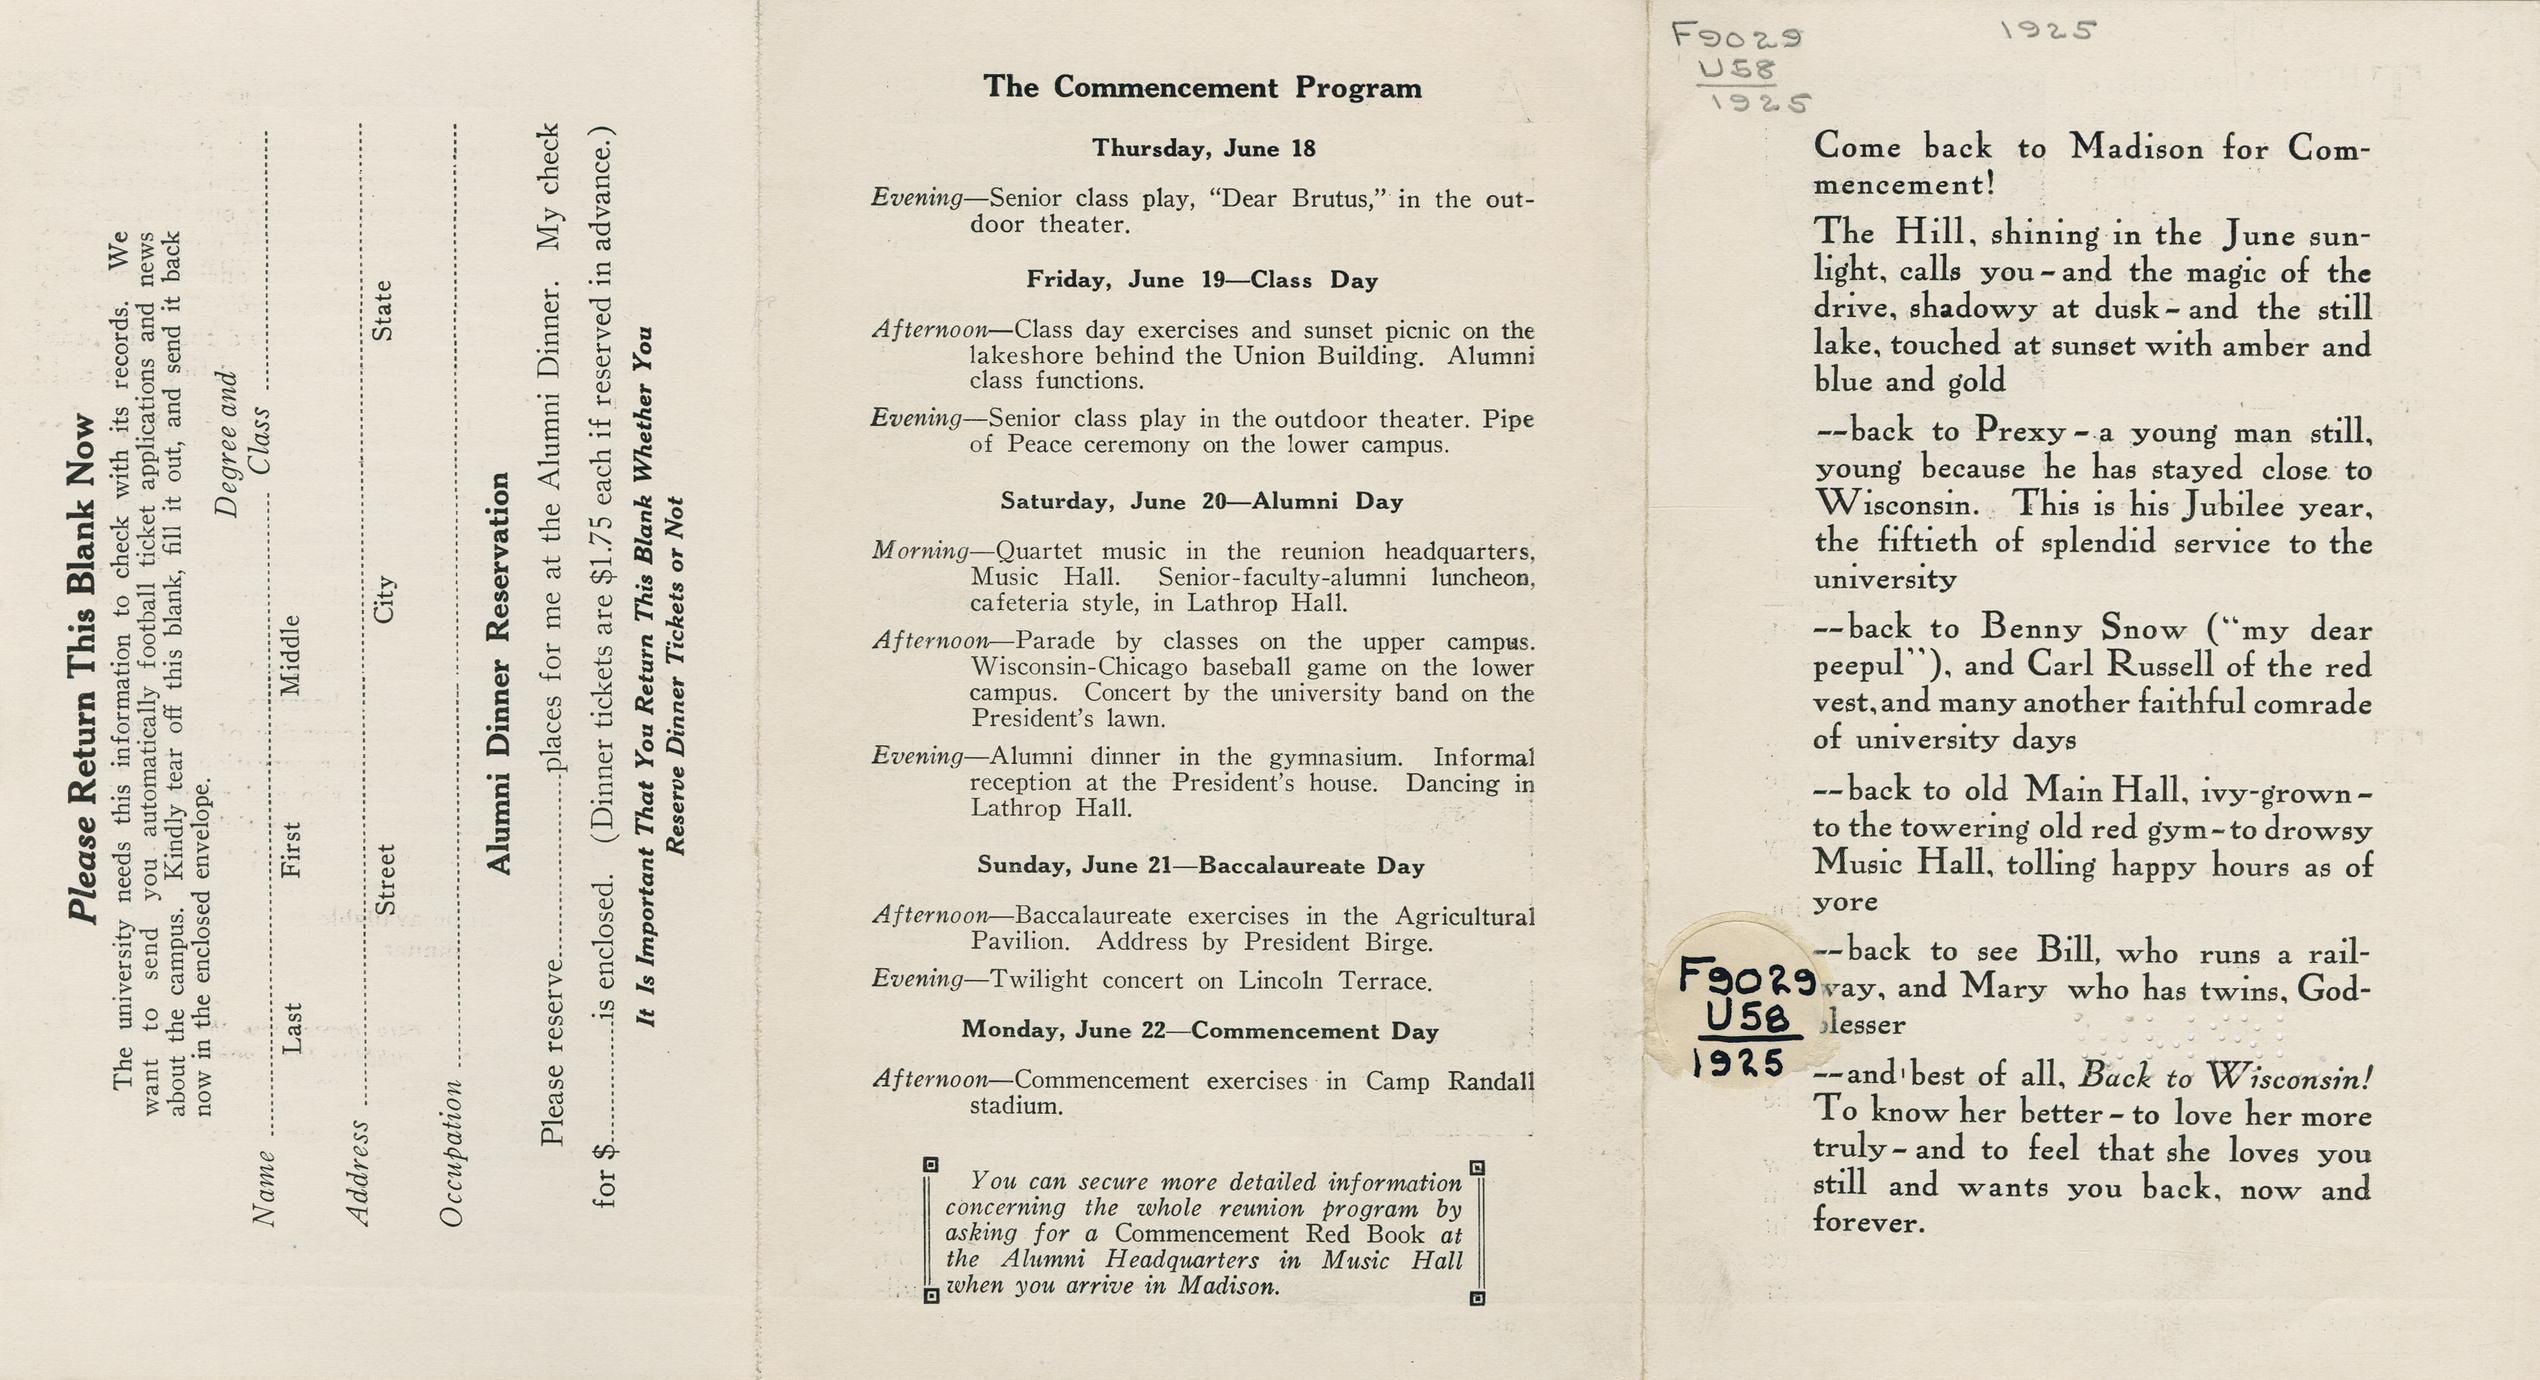 Please Return This Blank Now
The university needs this information to check with its records. We
want to send you automatically football ticket applications and news
about the campus. Kindly tear off this blank, fill it out, and send it back
now in the enclosed envelope.
Degree and
Name Class
Last First Middle
Address
Street City State
Occupation
Alumni Dinner Reservation
Please reserve places for me at the Alumni Dinner. My check
for $ is enclosed. (Dinner tickets are $1.75 each if reserved in advance.)
It Is Important That You Return This Blank Whether You
Reserve Dinner Tickets or Not
The Commencement Program
Thursday, June 18
Evening—Senior class play, “Dear Brutus,” in the out-
door theater.
Friday, June 19—Class Day
Afternoon—Class day exercises and sunset picnic on the
lakeshore behind the Union Building. Alumni
class functions.
Evening—Senior class play in the outdoor theater. Pipe
of Peace ceremony on the lower campus.
Saturday, June 20—Alumni Day
Morning—Quartet music in the reunion headquarters,
Music Hall. Senior-faculty-alumni luncheon,
cafeteria style, in Lathrop Hall.
Afternoon—Parade by classes on the upper campus.
Wisconsin-Chicago baseball game on the lower
campus. Concert by the university band on the
President’s lawn.
Evening—Alumni dinner in the gymnasium. Informal
reception at the President’s house. Dancing in
Lathrop Hall.
Sunday, June 21—Baccalaureate Day
Afternoon—Baccalaureate exercises in the Agricultural
Pavilion. Address by President Birge.
Evening—Twilight concert on Lincoln Terrace.
Monday, June 22—Commencement Day
Afternoon—Commencement exercises in Camp Randall
stadium.
You can secure more detailed information
concerning the whole reunion program by
asking for a Commencement Red Book at
the Alumni Headquarters in Music Hall
when you arrive in Madison.
F9029
U58
1925
1925
Come back to Madison for Com-
mencement!
The Hill, shining in the June sun-
light, calls you - and the magic of the
drive, shadowy at dusk - and the still
lake, touched at sunset with amber and
blue and gold
--back to Prexy - a young man still,
young because he has stayed close to
Wisconsin. This is his Jubilee year,
the fiftieth of splendid service to the
university
--back to Benny Snow (“my dear
peepul”), and Carl Russell of the red
vest, and many another faithful comrade
of university days
--back to old Main Hall, ivy-grown -
to the towering old red gym - to drowsy
Music Hall, tolling happy hours as of
yore
--back to see Bill, who runs a rail-
way, and Mary who has twins, God-
blesser
--and best of all, Back to Wisconsin!
To know her better - to love her more
truly - and to feel that she loves you
still and wants you back, now and
forever.
F9029
U58
1925